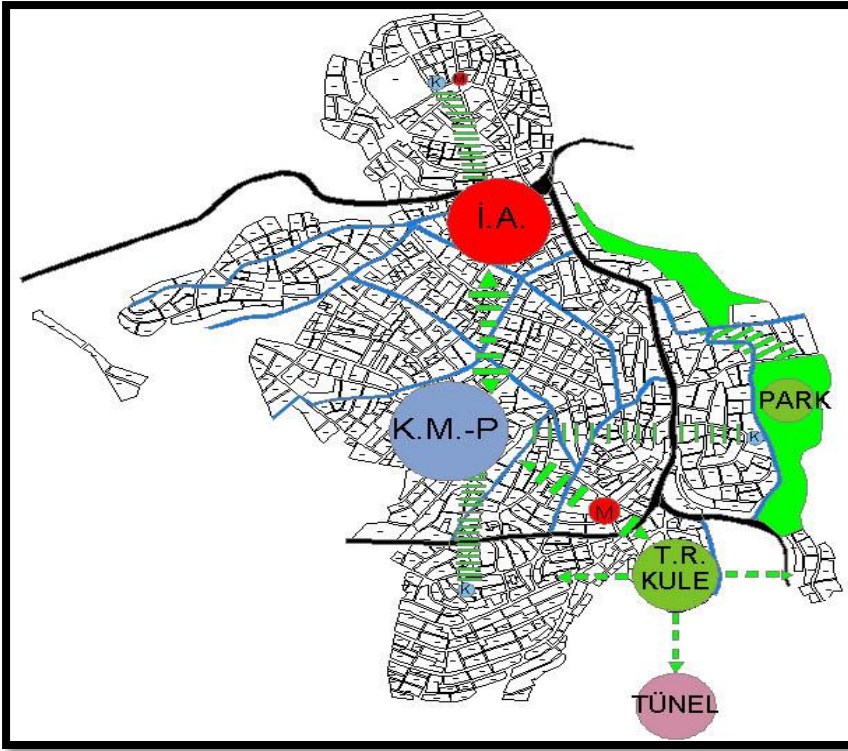 K M
İ.A.
PARK
K.M.-P
K
M
T.R.
KULE
K
TÜNEL